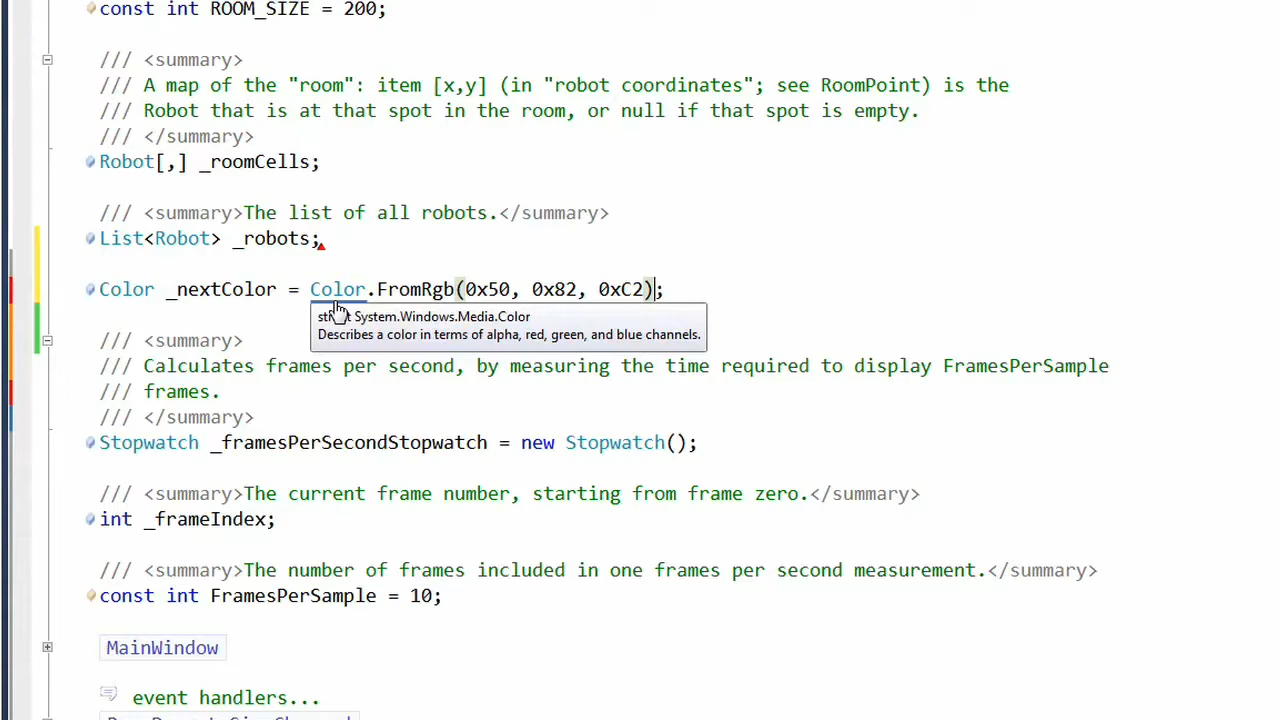 const int ROOM_SIZE = 200;
/// <summary>
/// A map of the "room": item [x,y] (in "robot coordinates"; see RoomPoint) is the
/// Robot that is at that spot in the room, or null if that spot is empty.
/// </summary>
Robot[,] _roomCells;
/// <summary>The list of all robots.</summary>
List<Robot> _robots;
Color _nextColor = Color.FromRgb(0x50, 0x82, 0xC2);
struct System.Windows.Media.Color
Describes a color in terms of alpha, red, green, and blue channels.
/// <summary>
/// Calculates frames per second, by measuring the time required to display FramesPerSample
/// frames.
/// </summary>
Stopwatch _framesPerSecondStopwatch = new Stopwatch();
/// <summary>The current frame number, starting from frame zero.</summary>
int _frameIndex;
/// <summary>The number of frames included in one frames per second measurement.</summary>
const int FramesPerSample = 10;
MainWindow
event handlers...